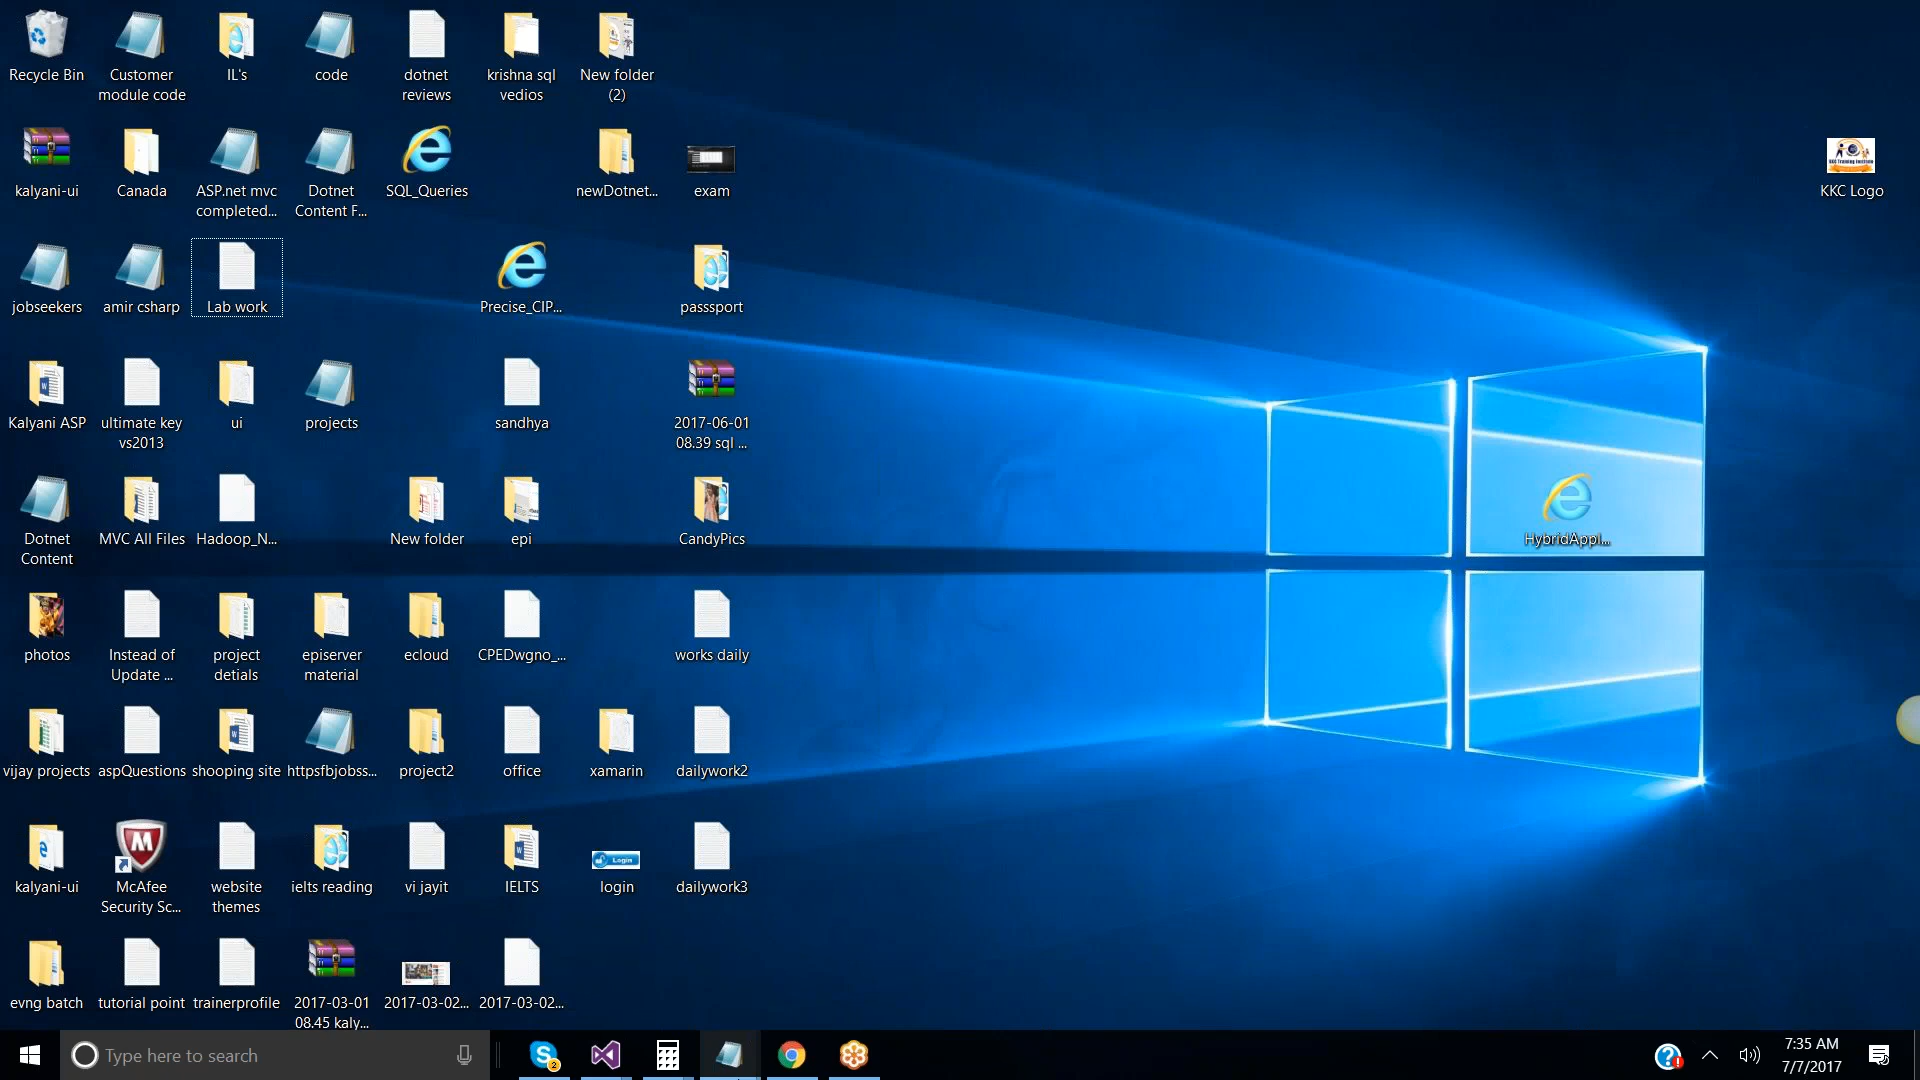 Recycle Bin
Customer
module code
IL's
code
dotnet
reviews
krishna sql
vedios
New folder
(2)
kalyani-ui
Canada
ASP.net mvc
completed...
Dotnet
Content F...
SQL_Queries
newDotnet...
exam
KKC Training Institute
KKC Logo
jobseekers
amir csharp
Lab work
Precise_CIP...
passsport
Kalyani ASP
ultimate key
vs2013
ui
projects
sandhya
2017-06-01
08.39 sql ...
Dotnet
Content
MVC All Files
Hadoop_N...
New folder
epi
CandyPics
HybridAppl...
photos
Instead of
Update ...
project
detials
episerver
material
ecloud
CPEDwgno_...
works daily
vijay projects
aspQuestions
shooping site
httpsfbjobss...
project2
office
xamarin
dailywork2
kalyani-ui
McAfee
Security Sc...
website
themes
ielts reading
vi jayit
IELTS
Login
login
dailywork3
evng batch
tutorial point
trainerprofile
2017-03-01
08.45 kaly...
2017-03-02...
2017-03-02...
Type here to search
2
7:35 AM
7/7/2017